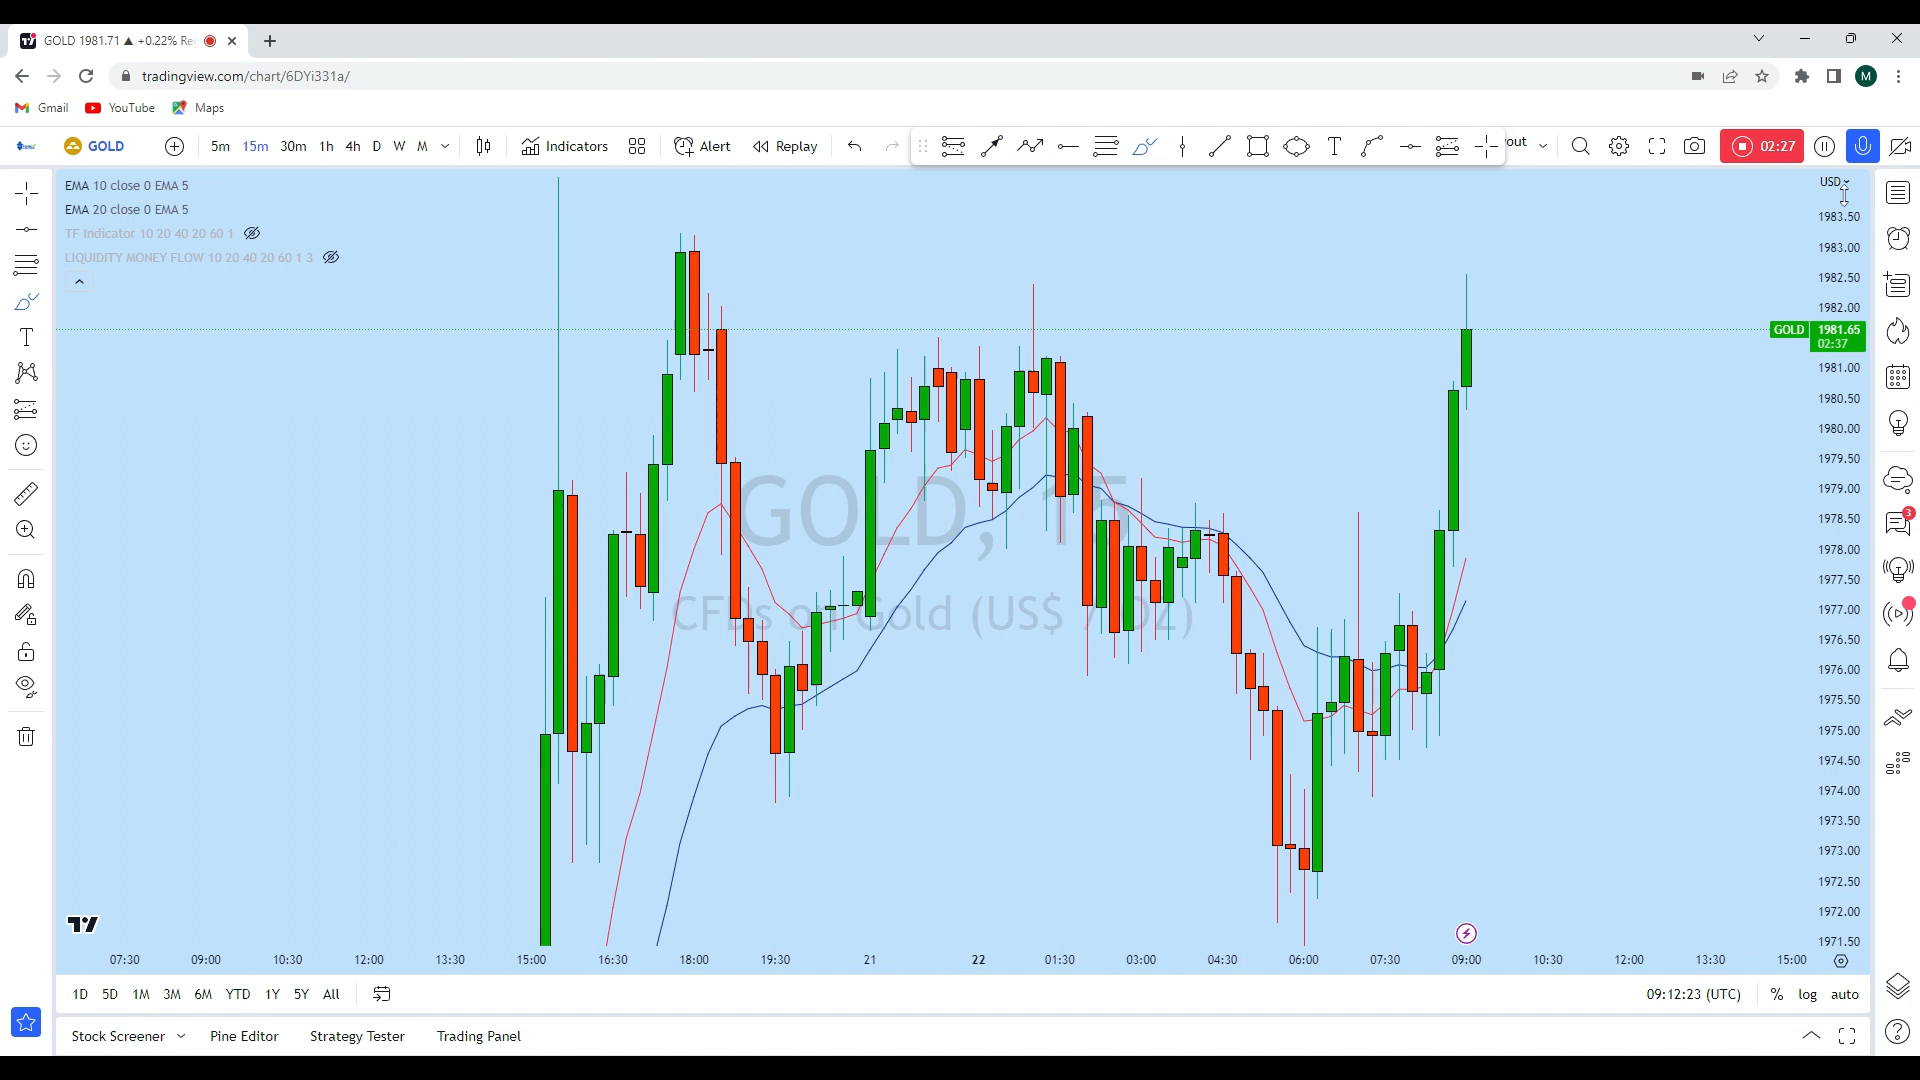 GOLD 1981.71 ▲ +0.22% Re
tradingview.com/chart/6DYi331a/
M
Gmail YouTube Maps
GOLD 5m 15m 30m 1h 4h D W M Indicators Alert Replay T out 02:27
EMA 10 close 0 EMA 5
EMA 20 close 0 EMA 5
TF Indicator 10 20 40 20 60 1
LIQUIDITY MONEY FLOW 10 20 40 20 60 1 3
USD
1983.50
1983.00
1982.50
1982.00
GOLD 1981.65
02:37
1981.00
1980.50
1980.00
1979.50
1979.00
1978.50
1978.00
1977.50
1977.00
1976.50
1976.00
1975.50
1975.00
1974.50
1974.00
1973.50
1973.00
1972.50
1972.00
1971.50
GOLD, 15
CFDs on Gold (US$ / OZ)
3
07:30 09:00 10:30 12:00 13:30 15:00 16:30 18:00 19:30 21 22 01:30 03:00 04:30 06:00 07:30 09:00 10:30 12:00 13:30 15:00
1D 5D 1M 3M 6M YTD 1Y 5Y All 09:12:23 (UTC) % log auto
Stock Screener Pine Editor Strategy Tester Trading Panel